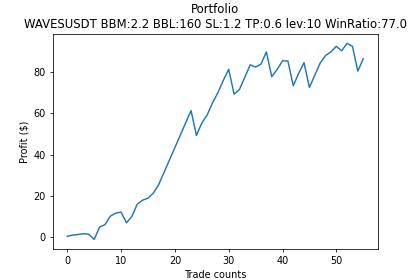 Portfolio
WAVESUSDT BBM:2.2 BBL:160 SL:1.2 TP:0.6 lev:10 WinRatio:77.0
Profit ($)
80
60
40
20
0
0 10 20 30 40 50
Trade counts